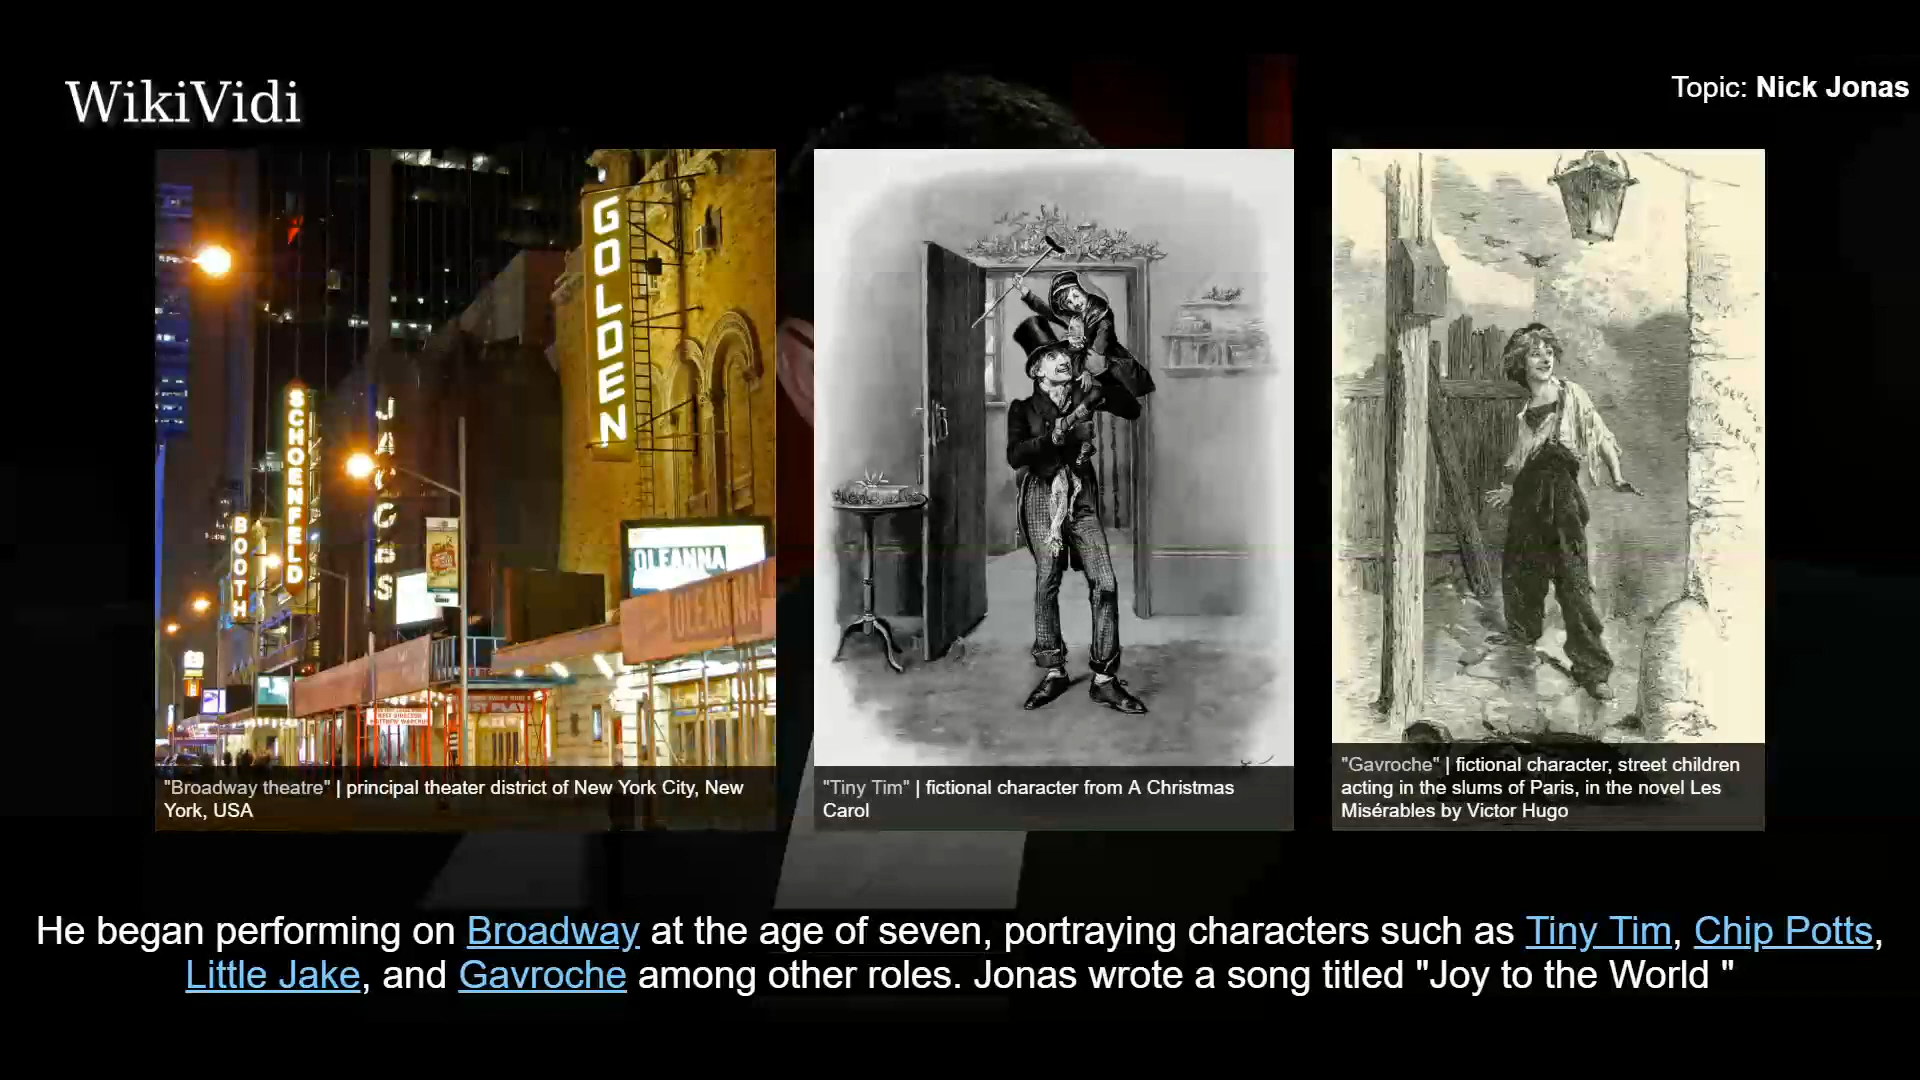 WikiVidi
Topic: Nick Jonas
GOLDEN
SCHOENFELD
JACOBS
BOOTH
OLEANNA
OLEANNA
"Broadway theatre" | principal theater district of New York City, New
York, USA
"Tiny Tim" | fictional character from A Christmas
Carol
"Gavroche" | fictional character, street children
acting in the slums of Paris, in the novel Les
Misérables by Victor Hugo
He began performing on Broadway at the age of seven, portraying characters such as Tiny Tim, Chip Potts,
Little Jake, and Gavroche among other roles. Jonas wrote a song titled "Joy to the World "